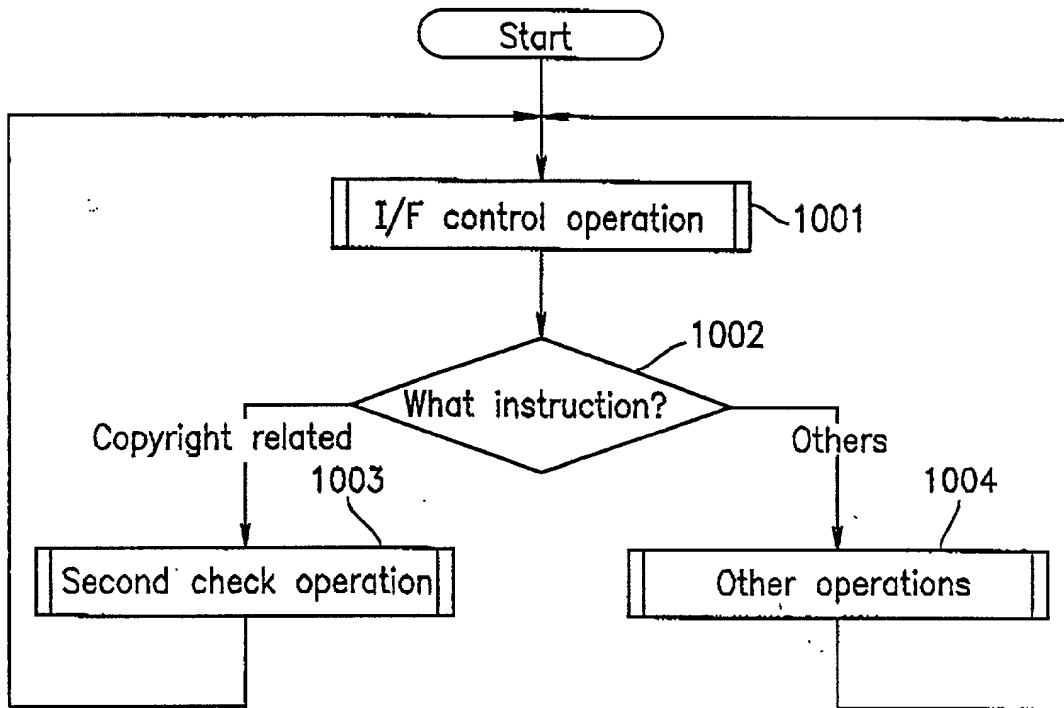 Start
I/F control operation
1001
1002
What instruction?
Copyright related
Others
1003
1004
Second check operation
Other operations